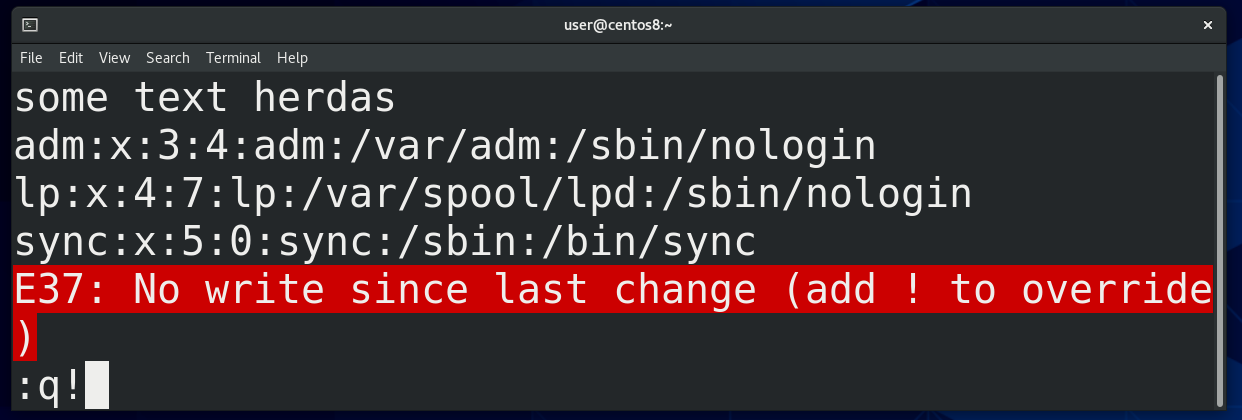 user@centos8:~
×
File Edit View Search Terminal Help
some text herdas
adm:x:3:4:adm:/var/adm:/sbin/nologin
lp:x:4:7:lp:/var/spool/lpd:/sbin/nologin
sync:x:5:0:sync:/sbin:/bin/sync
E37: No write since last change (add ! to override
)
:q!